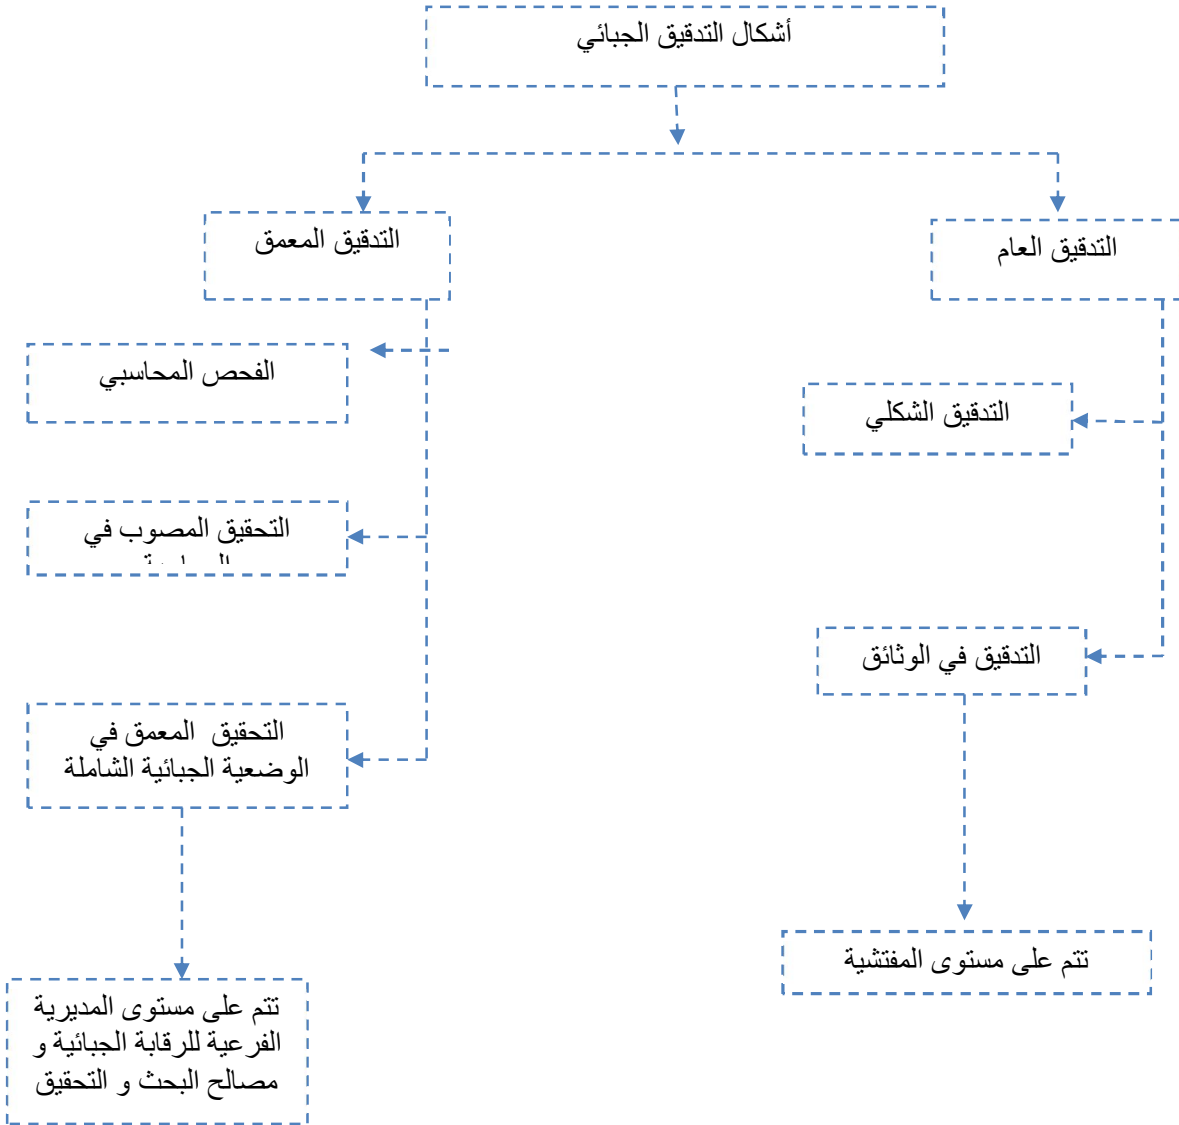 أشكال التدقيق الجبائي
التدقيق العام
التدقيق المعمق
الفحص المحاسبي
التدقيق الشكلي
التحقيق المصوب في
التدقيق في الوثائق
التحقيق المعمق في
الوضعية الجبائية الشاملة
تتم على مستوى المفتشية
تتم على مستوى المديرية
الفرعية للرقابة الجبائية و
مصالح البحث و التحقيق